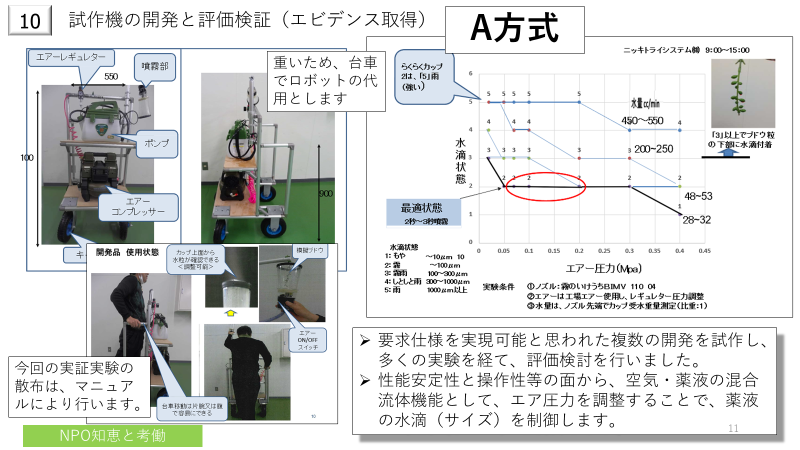 10
試作機の開発と評価検証（エビデンス取得）
A方式
エアーレギュレター
550
噴霧部
ポンプ
エアー
コンプレッサー
100
900
重いため、台車
でロボットの代
用とします
開発品 使用状態
カップ上面から
水粒が確認できる
＜調整可能＞
模擬ブドウ
エアー
ON/OFF
スイッチ
台車移動は片腕又は腹
で容易にできる
10
今回の実証実験の
散布は、マニュア
ルにより行います。
NPO知恵と考働
らくらくカップ
2は、「5」雨
（強い）
ニッキトライシステム㈱ 9：00～15：00
水滴状態
6
5
4
3
2
1
0
5 5 5 5 5 5
水量 cc/min
450～550
200～250
48～53
28～32
「3」以上でブドウ粒
の下部に水滴付着
最適状態
2秒～3秒噴霧
0 0.05 0.1 0.15 0.2 0.25 0.3 0.35 0.4 0.45
エアー圧力（Mpa）
水滴状態
1：もや ～10μm 10
2：霧 ～100μm
3：霧雨 100～300μm
4：しとしと雨 300～1000μm
5：雨 1000μm以上
実験条件 ①ノズル：霧のいけうちBIMV 110 04
②エアーは工場エアー使用し、レギュレター圧力調整
③水量は、ノズル先端でカップ受水重量測定（比重：1）
➢ 要求仕様を実現可能と思われた複数の開発を試作し、
多くの実験を経て、評価検討を行いました。
➢ 性能安定性と操作性等の面から、空気・薬液の混合
流体機能として、エア圧力を調整することで、薬液
の水滴（サイズ）を制御します。
11